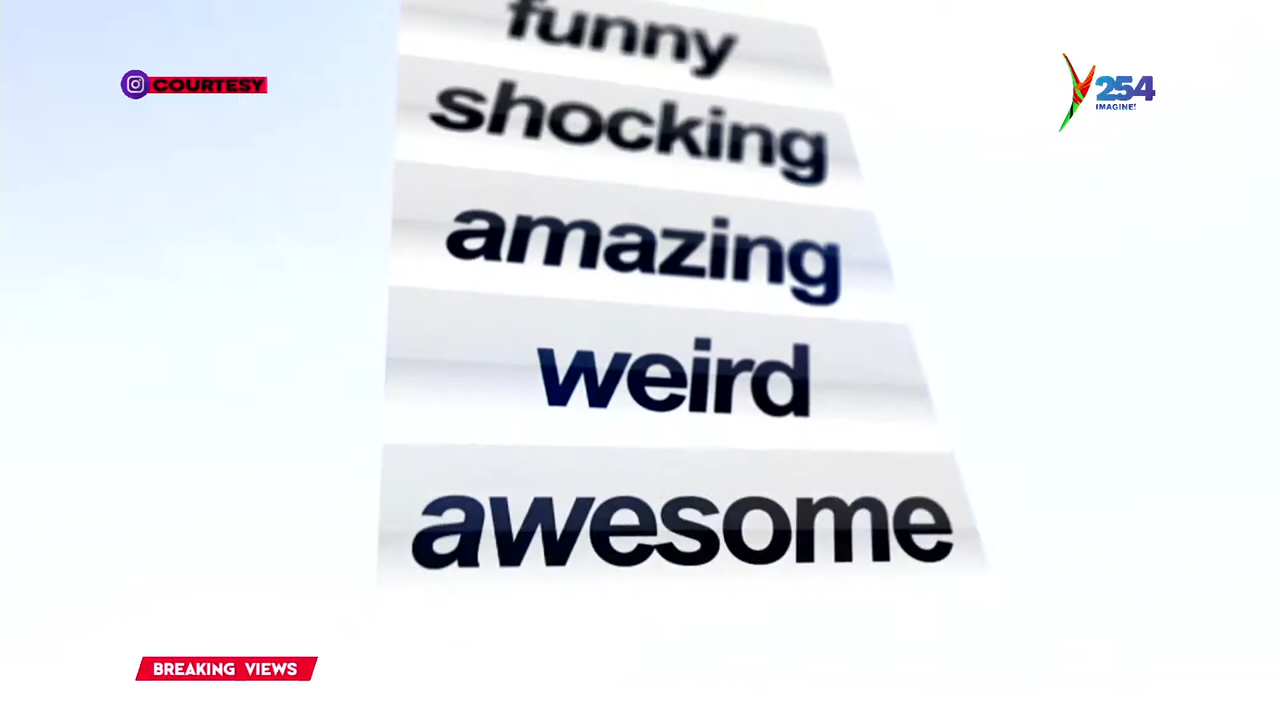 funny
COURTESY
254
IMAGINE!
shocking
amazing
weird
awesome
BREAKING VIEWS